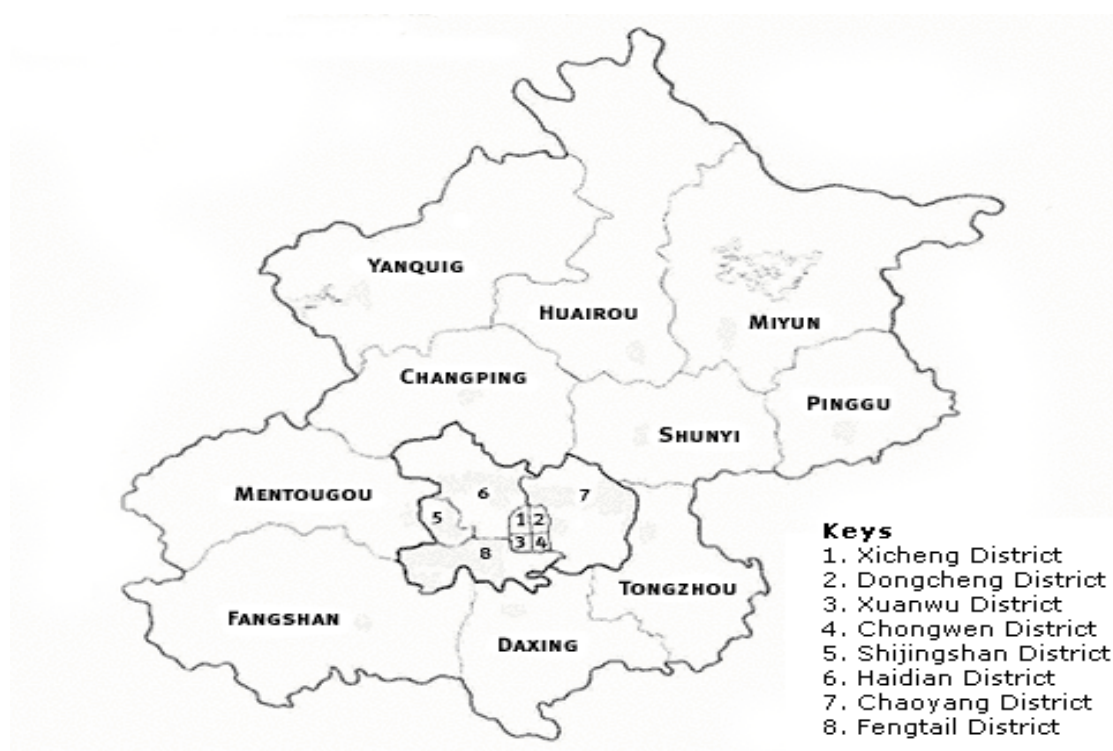 YANQUIG
HUAIROU
MIYUN
CHANGPING
PINGGU
SHUNYI
MENTOUGOU
6
7
5
1 2
3 4
8
TONGZHOU
FANGSHAN
DAXING
Keys
1. Xicheng District
2. Dongcheng District
3. Xuanwu District
4. Chongwen District
5. Shijingshan District
6. Haidian District
7. Chaoyang District
8. Fengtail District